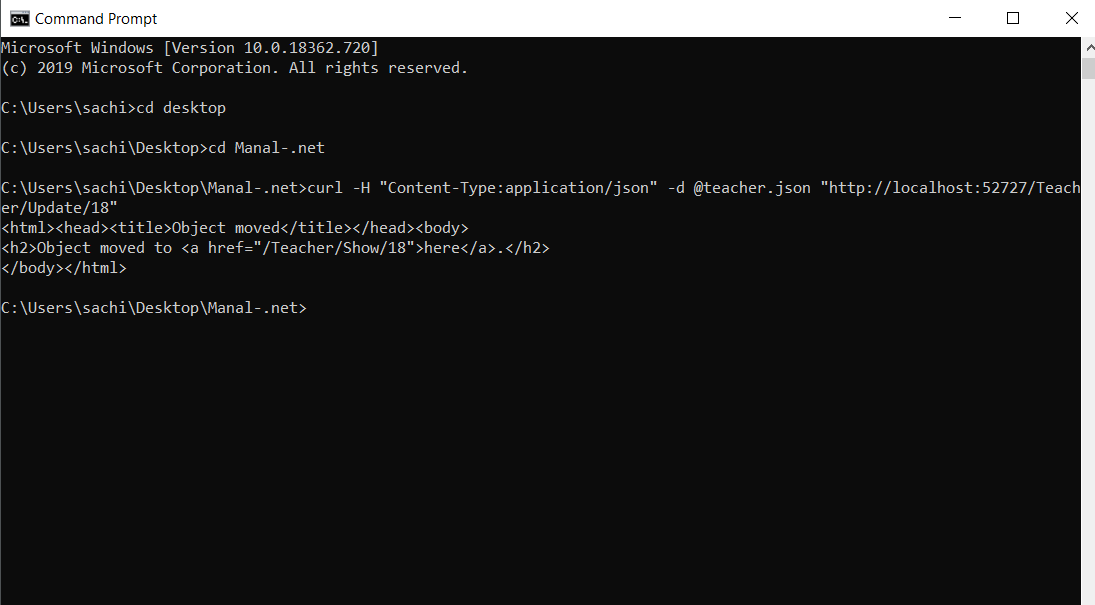 Command Prompt
Microsoft Windows [Version 10.0.18362.720]
(c) 2019 Microsoft Corporation. All rights reserved.
C:\Users\sachi>cd desktop
C:\Users\sachi\Desktop>cd Manal-.net
C:\Users\sachi\Desktop\Manal-.net>curl -H "Content-Type:application/json" -d @teacher.json "http://localhost:52727/Teach
er/Update/18"
<html><head><title>Object moved</title></head><body>
<h2>Object moved to <a href="/Teacher/Show/18">here</a>.</h2>
</body></html>
C:\Users\sachi\Desktop\Manal-.net>